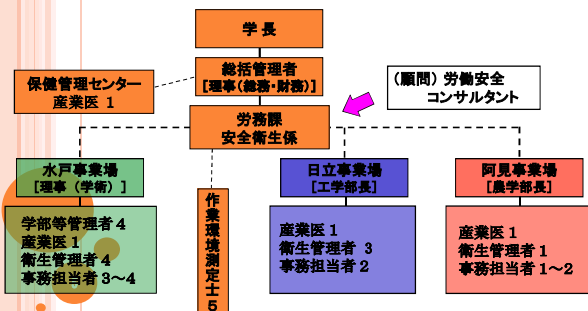 学長
総括管理者
[理事(総務・財務)]
保健管理センター
産業医 1
(顧問) 労働安全
コンサルタント
労務課
安全衛生係
水戸事業場
[理事(学術)]
学部等管理者 4
産業医 1
衛生管理者 4
事務担当者 3~4
作業環境測定士 5
日立事業場
[工学部長]
産業医 1
衛生管理者 3
事務担当者 2
阿見事業場
[農学部長]
産業医 1
衛生管理者 1
事務担当者 1~2